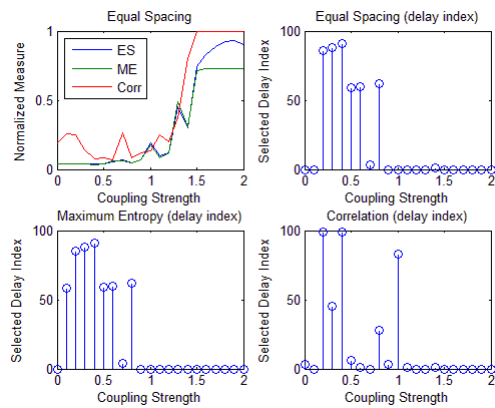 Equal Spacing
Normalized Measure
1
0.5
0
ES
ME
Corr
0 0.5 1 1.5 2
Coupling Strength
Equal Spacing (delay index)
Selected Delay Index
100
50
0
0 0.5 1 1.5 2
Coupling Strength
Maximum Entropy (delay index)
Selected Delay Index
100
50
0
0 0.5 1 1.5 2
Coupling Strength
Correlation (delay index)
Selected Delay Index
100
50
0
0 0.5 1 1.5 2
Coupling Strength